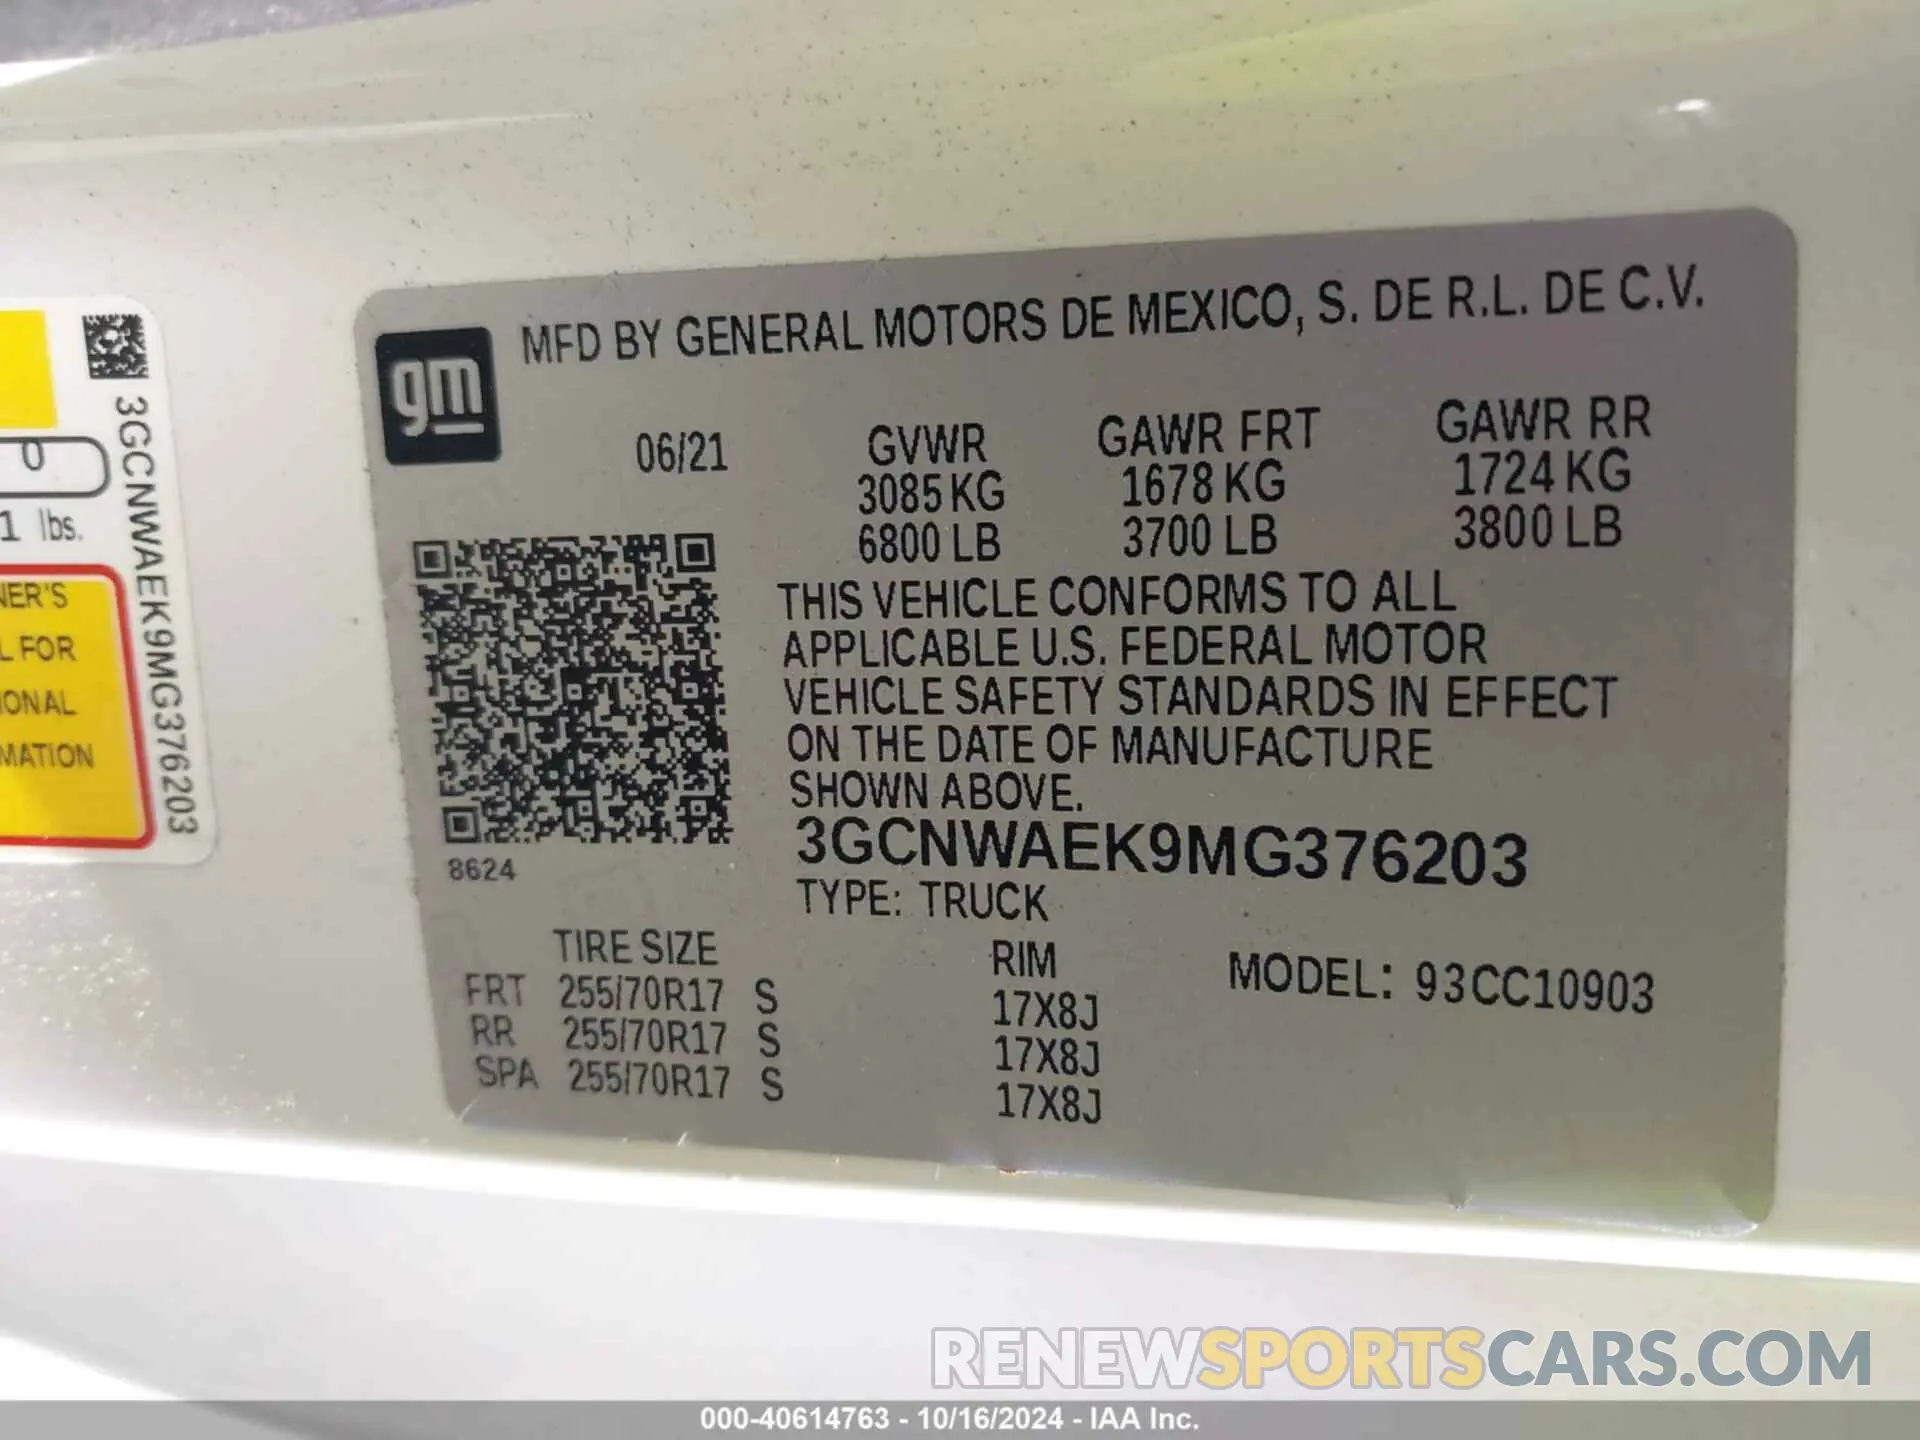 gm
MFD BY GENERAL MOTORS DE MEXICO, S. DE R.L. DE C.V.
06/21
GVWR
3085 KG
6800 LB
GAWR FRT
1678 KG
3700 LB
GAWR RR
1724 KG
3800 LB
THIS VEHICLE CONFORMS TO ALL
APPLICABLE U.S. FEDERAL MOTOR
VEHICLE SAFETY STANDARDS IN EFFECT
ON THE DATE OF MANUFACTURE
SHOWN ABOVE.
3GCNWAEK9MG376203
TYPE: TRUCK
8624
TIRE SIZE
RIM
MODEL: 93CC10903
FRT 255/70R17 S 17X8J
RR 255/70R17 S 17X8J
SPA 255/70R17 S 17X8J
3GCNWAEK9MG376203
0
1 lbs.
NER'S
L FOR
IONAL
MATION
RENEWSPORTSCARS.COM
000-40614763 - 10/16/2024 - IAA Inc.